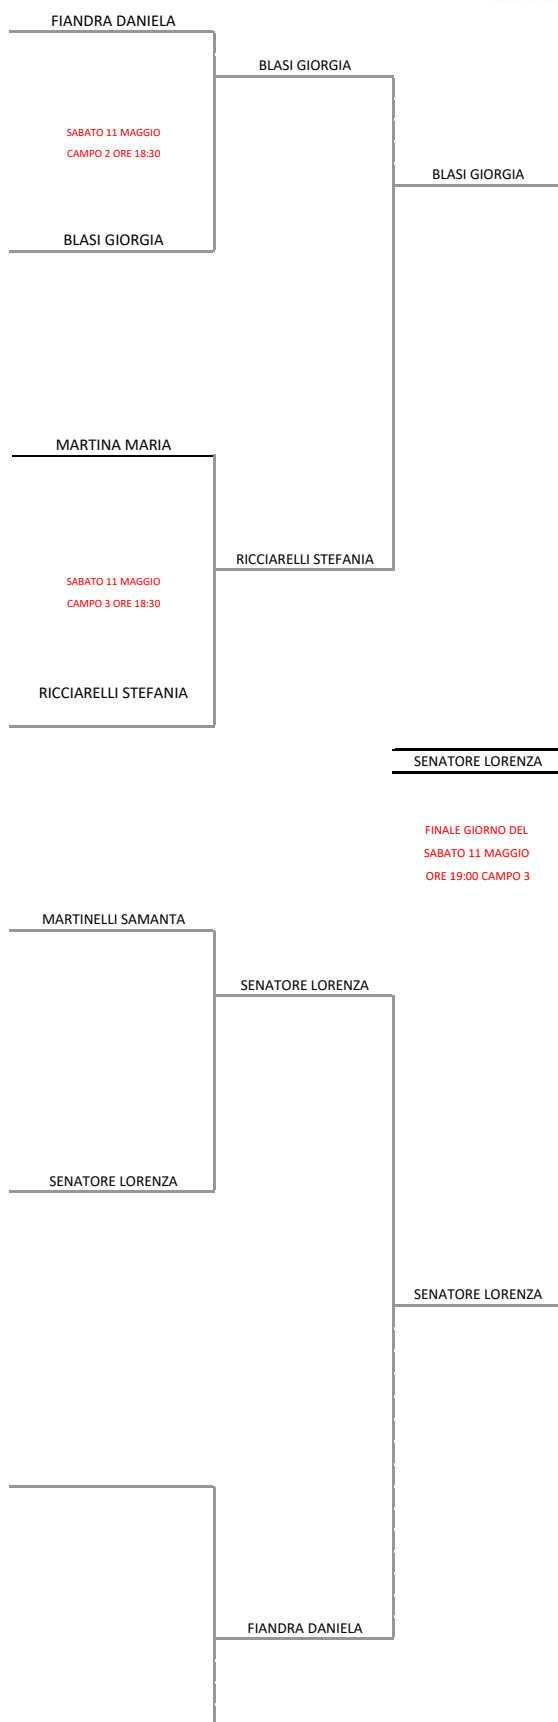 FIANDRA DANIELA
BLASI GIORGIA
SABATO 11 MAGGIO
CAMPO 2 ORE 18:30
BLASI GIORGIA
BLASI GIORGIA
MARTINA MARIA
RICCIARELLI STEFANIA
SABATO 11 MAGGIO
CAMPO 3 ORE 18:30
RICCIARELLI STEFANIA
SENATORE LORENZA
FINALE GIORNO DEL
SABATO 11 MAGGIO
ORE 19:00 CAMPO 3
MARTINELLI SAMANTA
SENATORE LORENZA
SENATORE LORENZA
SENATORE LORENZA
FIANDRA DANIELA